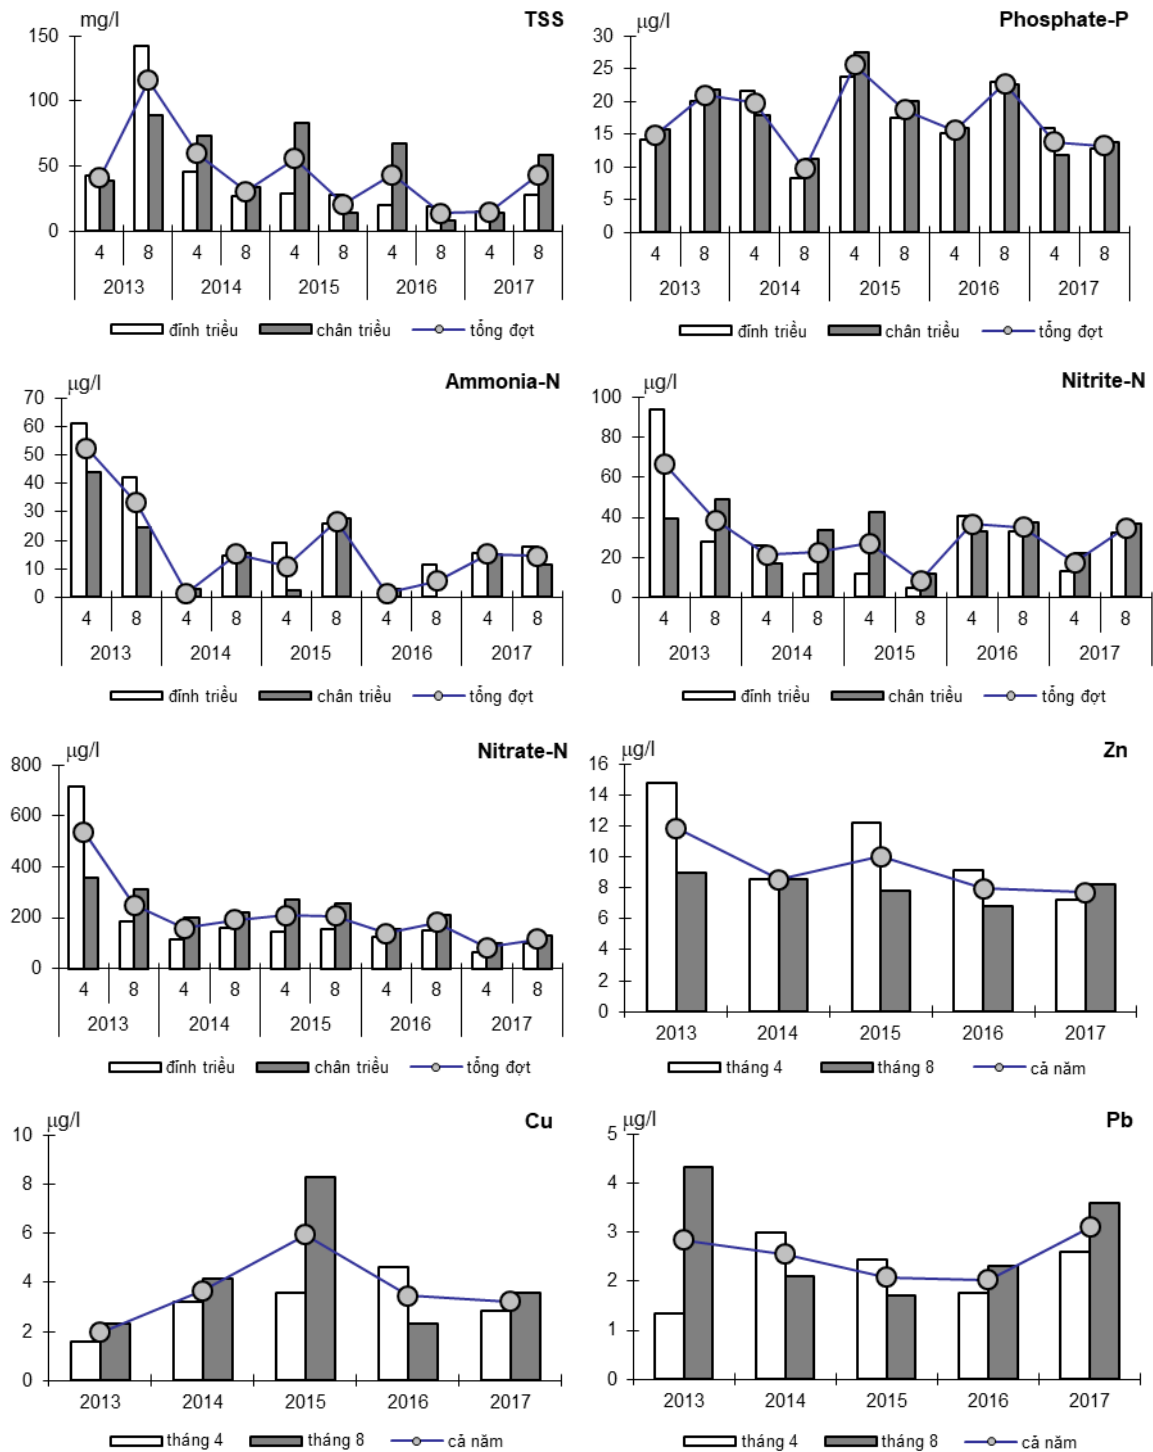 mg/l TSS
150
100
50
0
4 8 4 8 4 8 4 8 4 8
2013 2014 2015 2016 2017
đỉnh triều chân triều tổng đợt
µg/l Phosphate-P
30
25
20
15
10
5
0
4 8 4 8 4 8 4 8 4 8
2013 2014 2015 2016 2017
đỉnh triều chân triều tổng đợt
µg/l Ammonia-N
70
60
50
40
30
20
10
0
4 8 4 8 4 8 4 8 4 8
2013 2014 2015 2016 2017
đỉnh triều chân triều tổng đợt
µg/l Nitrite-N
100
80
60
40
20
0
4 8 4 8 4 8 4 8 4 8
2013 2014 2015 2016 2017
đỉnh triều chân triều tổng đợt
µg/l Nitrate-N
800
600
400
200
0
4 8 4 8 4 8 4 8 4 8
2013 2014 2015 2016 2017
đỉnh triều chân triều tổng đợt
µg/l Zn
16
14
12
10
8
6
4
2
0
2013 2014 2015 2016 2017
tháng 4 tháng 8 cả năm
µg/l Cu
10
8
6
4
2
0
2013 2014 2015 2016 2017
tháng 4 tháng 8 cả năm
µg/l Pb
5
4
3
2
1
0
2013 2014 2015 2016 2017
tháng 4 tháng 8 cả năm